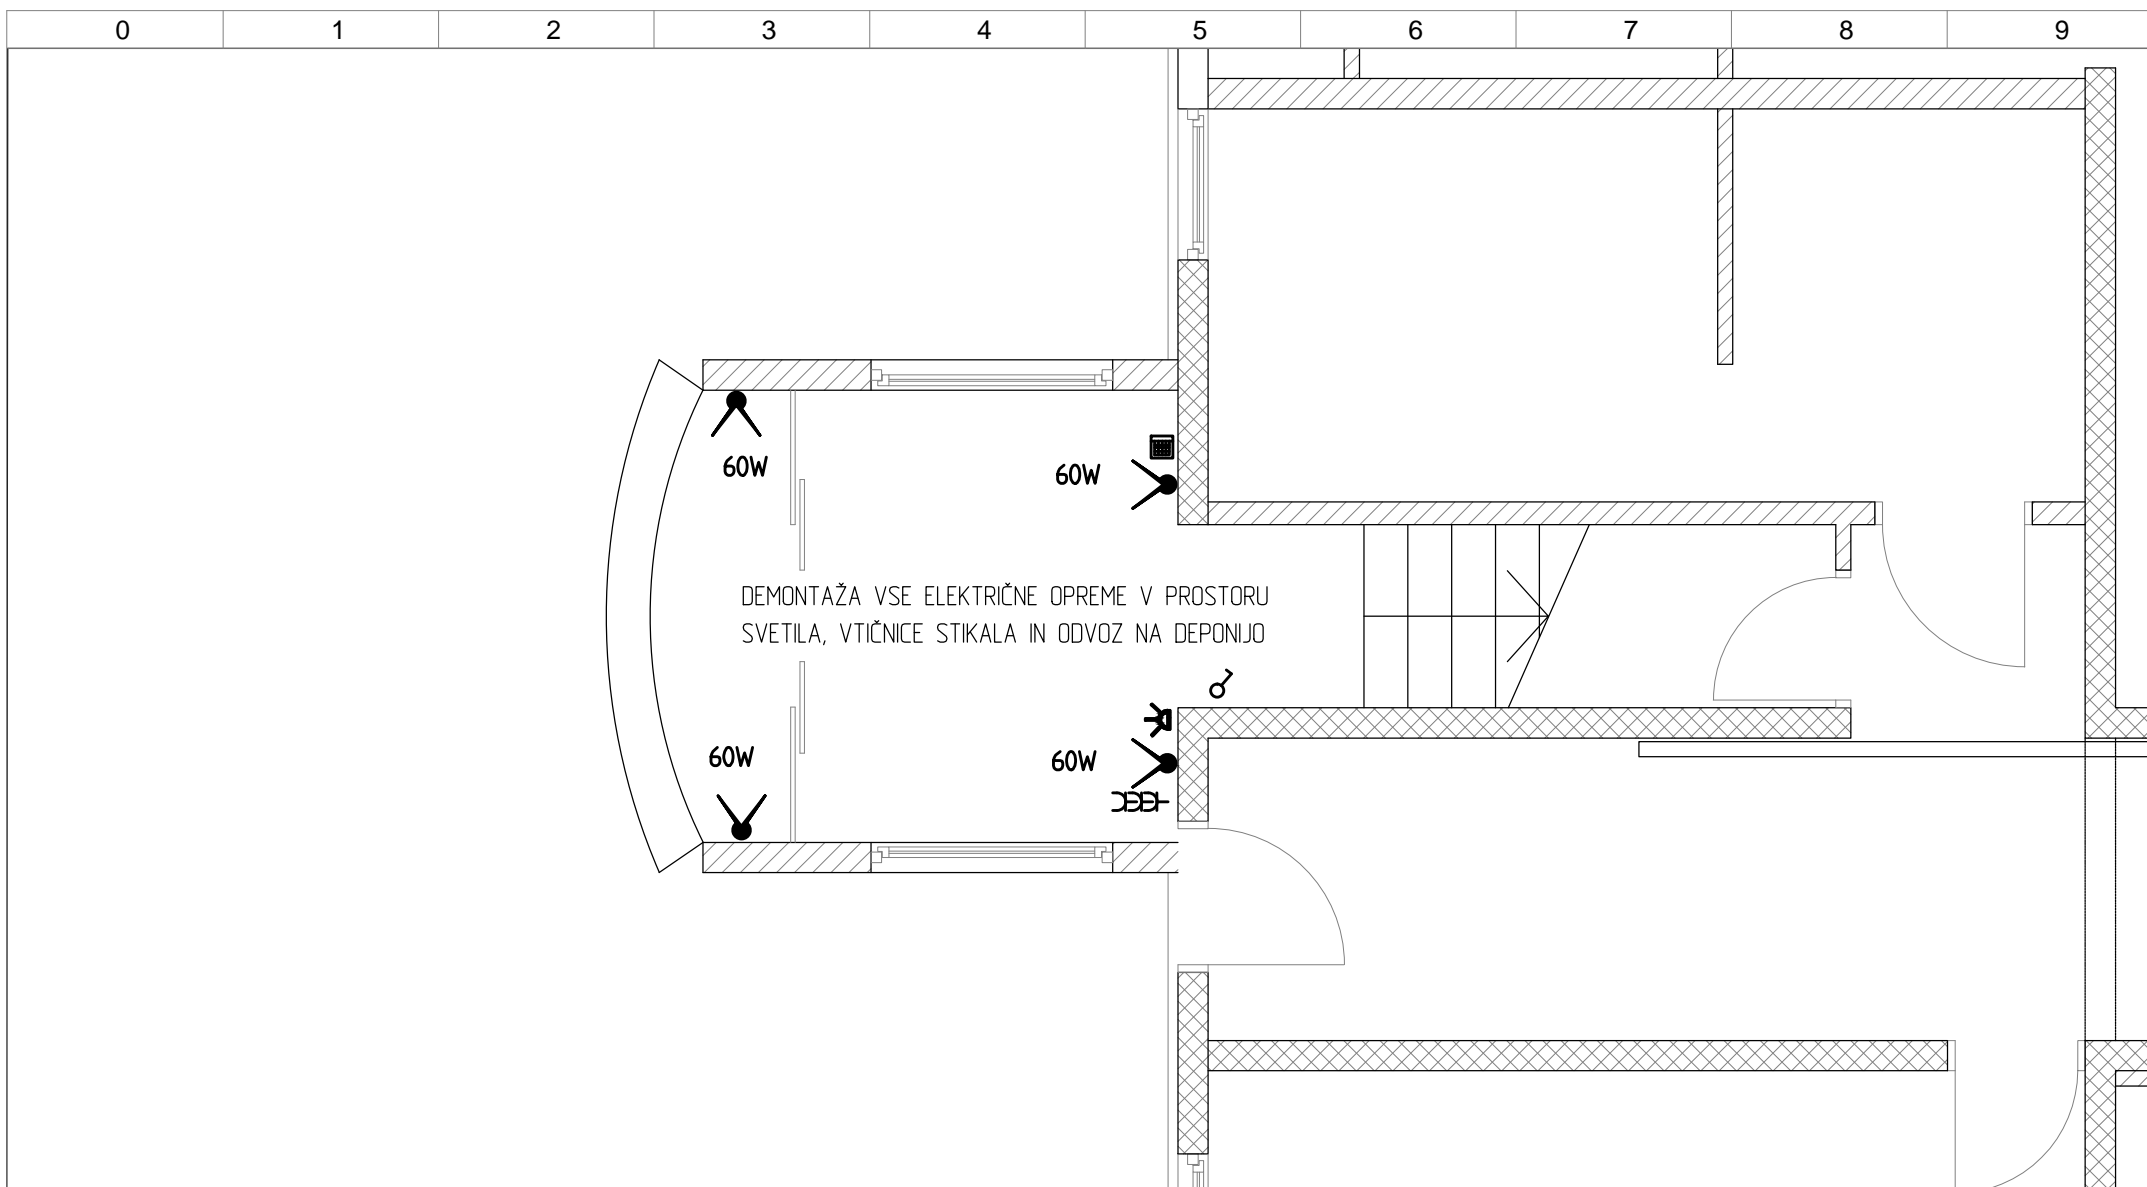 0 1 2 3 4 5 6 7 8 9
60W
60W
DEMONTAŽA VSE ELEKTRIČNE OPREME V PROSTORU
SVETILA, VTIČNICE STIKALA IN ODVOZ NA DEPONIJO
60W
60W